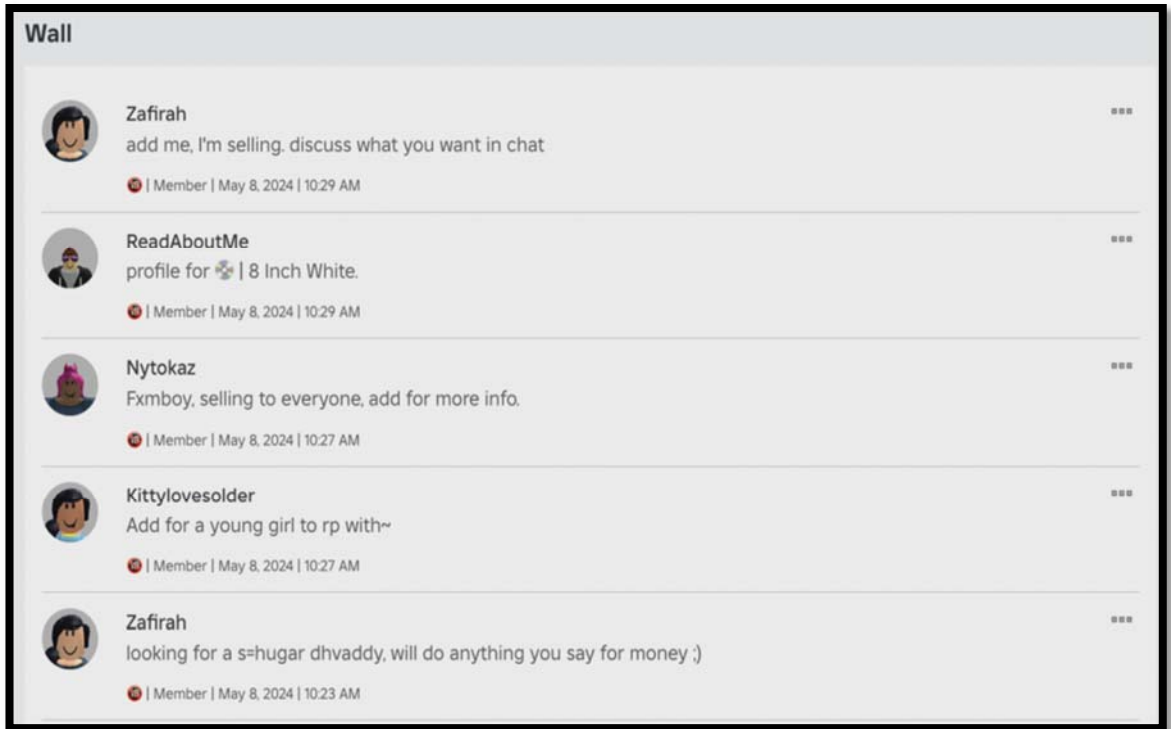 Wall
Zafirah
add me, I'm selling. discuss what you want in chat
| Member | May 8, 2024 | 10:29 AM
ReadAboutMe
profile for | 8 Inch White.
| Member | May 8, 2024 | 10:29 AM
Nytokaz
Fxmboy, selling to everyone, add for more info.
| Member | May 8, 2024 | 10:27 AM
Kittylovesolder
Add for a young girl to rp with~
| Member | May 8, 2024 | 10:27 AM
Zafirah
looking for a s=hugar dhvaddy, will do anything you say for money ;)
| Member | May 8, 2024 | 10:23 AM